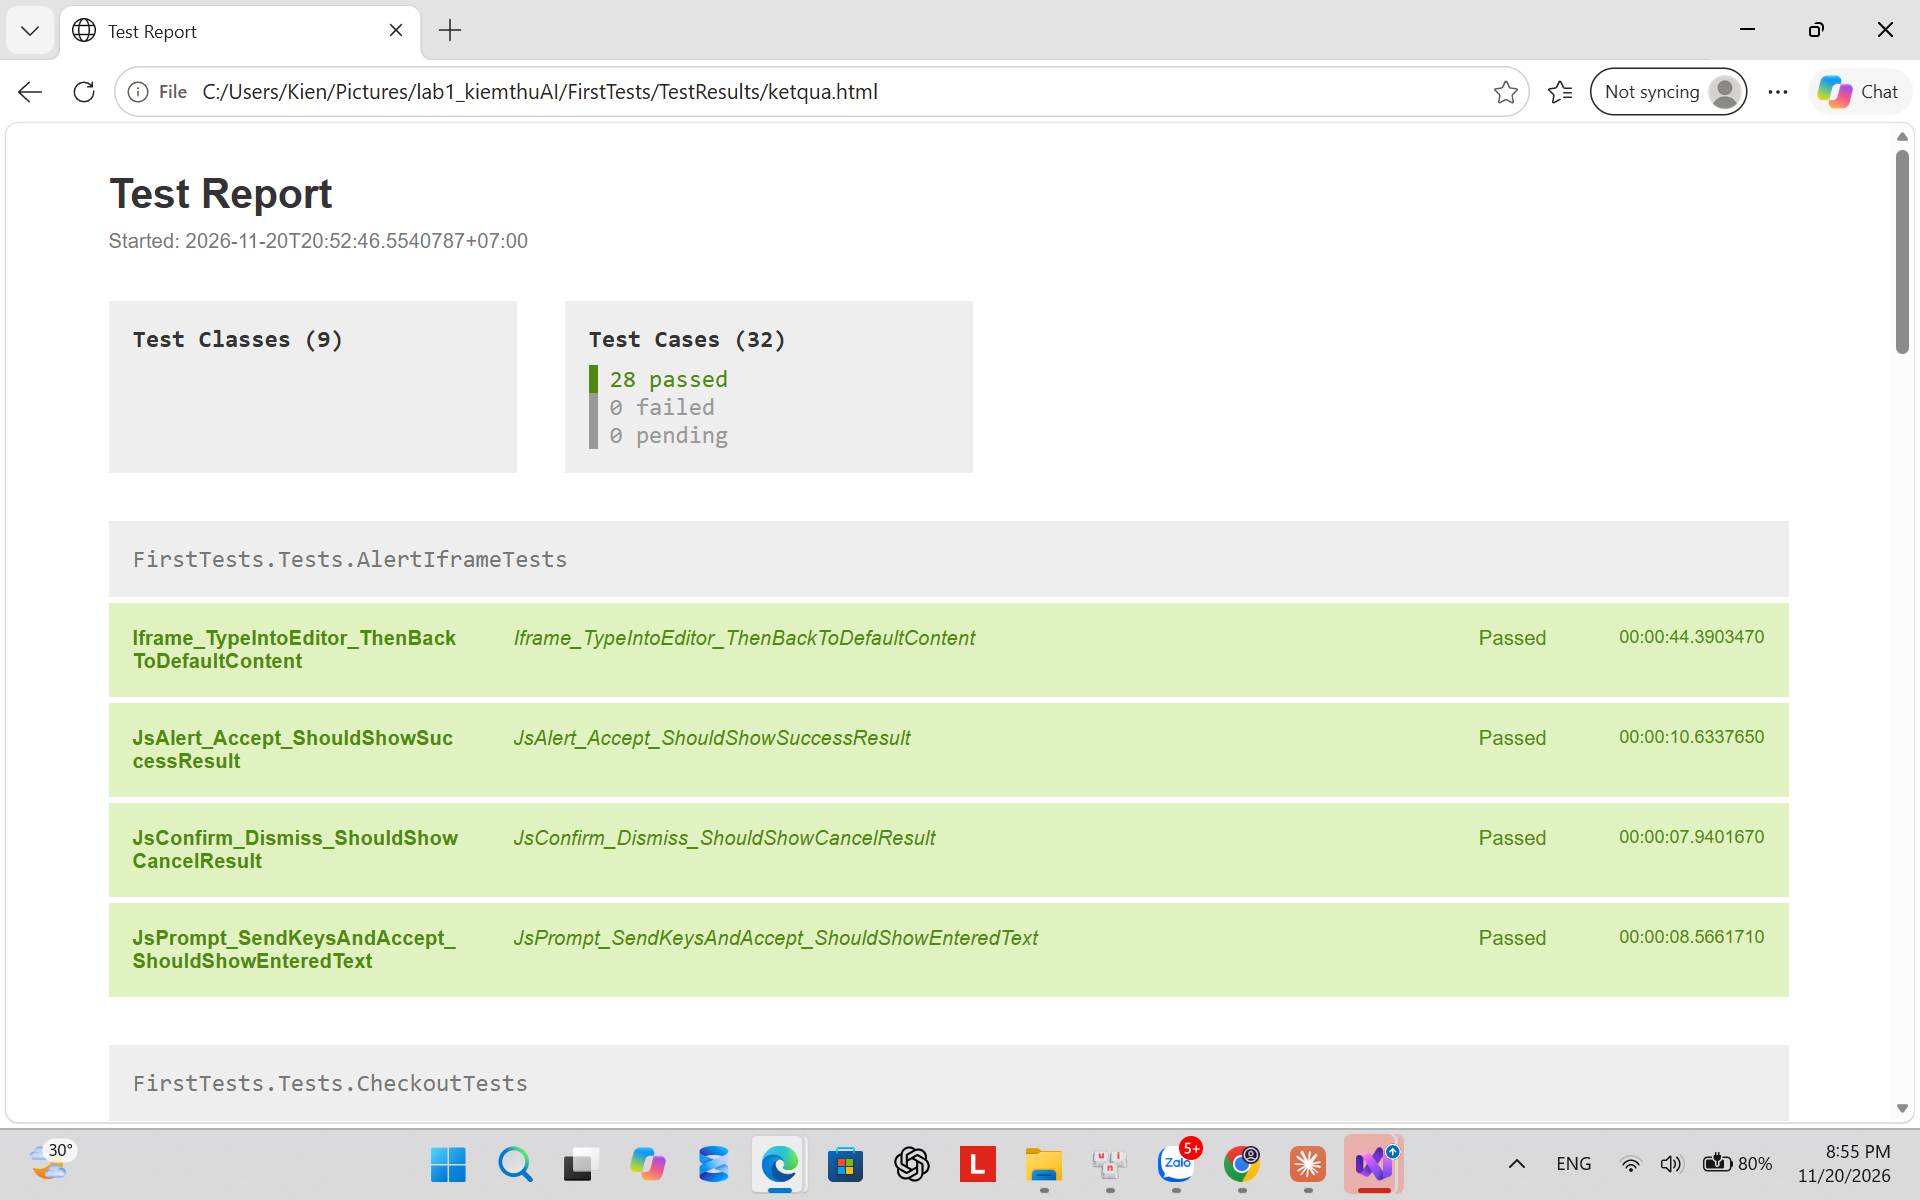 Test Report
File C:/Users/Kien/Pictures/lab1_kiemthuAI/FirstTests/TestResults/ketqua.html
Not syncing
Chat
Test Report
Started: 2026-11-20T20:52:46.5540787+07:00
Test Classes (9)
Test Cases (32)
28 passed
0 failed
0 pending
FirstTests.Tests.AlertIframeTests
Iframe_TypeIntoEditor_ThenBack
ToDefaultContent
Iframe_TypeIntoEditor_ThenBackToDefaultContent
Passed
00:00:44.3903470
JsAlert_Accept_ShouldShowSuc
cessResult
JsAlert_Accept_ShouldShowSuccessResult
Passed
00:00:10.6337650
JsConfirm_Dismiss_ShouldShow
CancelResult
JsConfirm_Dismiss_ShouldShowCancelResult
Passed
00:00:07.9401670
JsPrompt_SendKeysAndAccept_
ShouldShowEnteredText
JsPrompt_SendKeysAndAccept_ShouldShowEnteredText
Passed
00:00:08.5661710
FirstTests.Tests.CheckoutTests
30°
L
Zalo
5+
ENG
80%
8:55 PM
11/20/2026